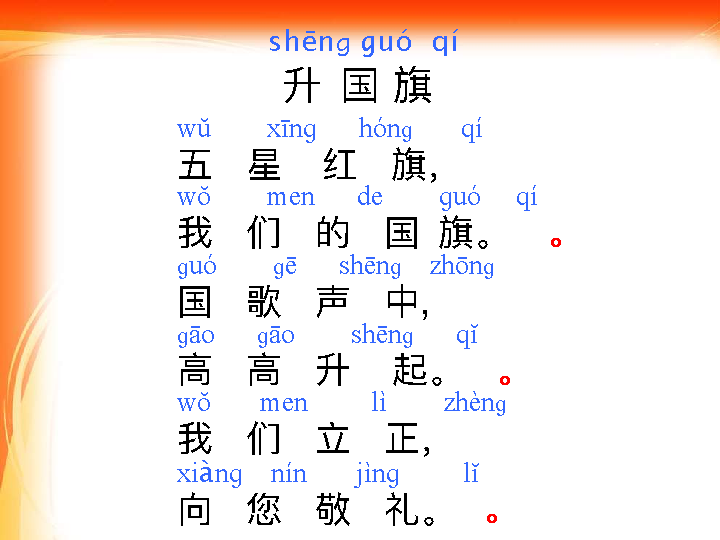 shēng guó qí
升 国 旗
wǔ xīng hóng qí
五 星 红 旗，
wǒ men de guó qí
我 们 的 国 旗。 。
guó gē shēng zhōng
国 歌 声 中，
gāo gāo shēng qǐ
高 高 升 起。 。
wǒ men lì zhèng
我 们 立 正，
xiàng nín jìng lǐ
向 您 敬 礼。 。